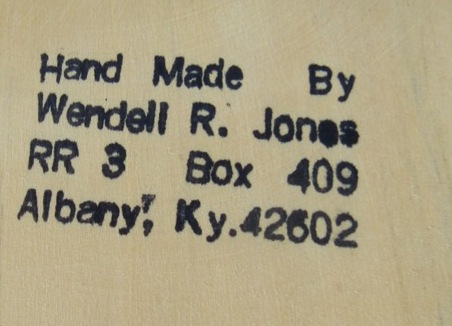 Hand Made By
Wendell R. Jones
RR 3 Box 409
Albany, Ky.42602